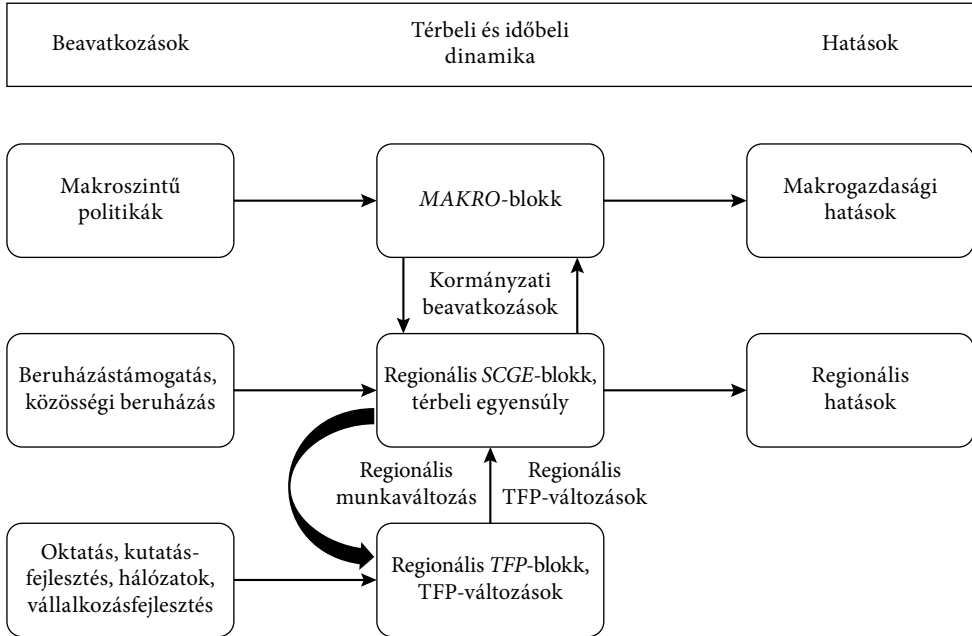 Beavatkozások
Térbeli és időbeli
dinamika
Hatások
Makroszintű
politikák
MAKRO-blokk
Makrogazdasági
hatások
Kormányzati
beavatkozások
Beruházástámogatás,
közösségi beruházás
Regionális SCGE-blokk,
térbeli egyensúly
Regionális
hatások
Regionális
munkaváltozás
Regionális
TFP-változások
Oktatás, kutatás-
fejlesztés, hálózatok,
vállalkozásfejlesztés
Regionális TFP-blokk,
TFP-változások